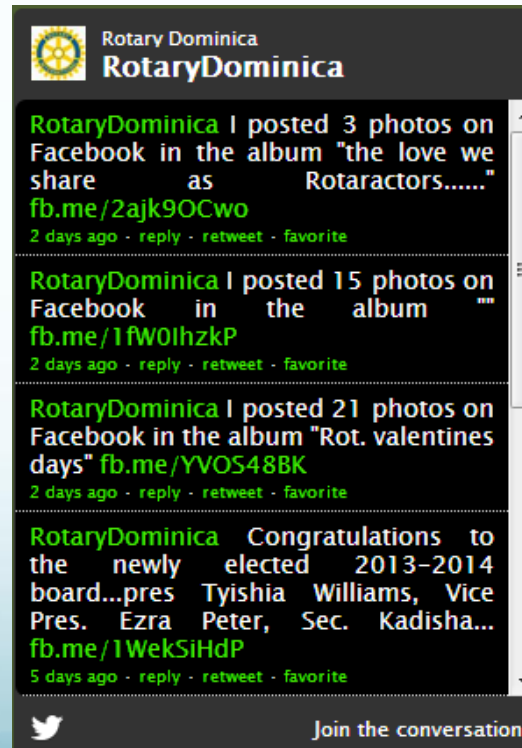 Rotary Dominica
RotaryDominica
RotaryDominica I posted 3 photos on
Facebook in the album "the love we
share as Rotaractors......"
fb.me/2ajk9OCwo
2 days ago · reply · retweet · favorite
RotaryDominica I posted 15 photos on
Facebook in the album ""
fb.me/1fW0IhzkP
2 days ago · reply · retweet · favorite
RotaryDominica I posted 21 photos on
Facebook in the album "Rot. valentines
days" fb.me/YVOS48BK
2 days ago · reply · retweet · favorite
RotaryDominica Congratulations to
the newly elected 2013-2014
board...pres Tyishia Williams, Vice
Pres. Ezra Peter, Sec. Kadisha...
fb.me/1WekSiHdP
5 days ago · reply · retweet · favorite
Join the conversation